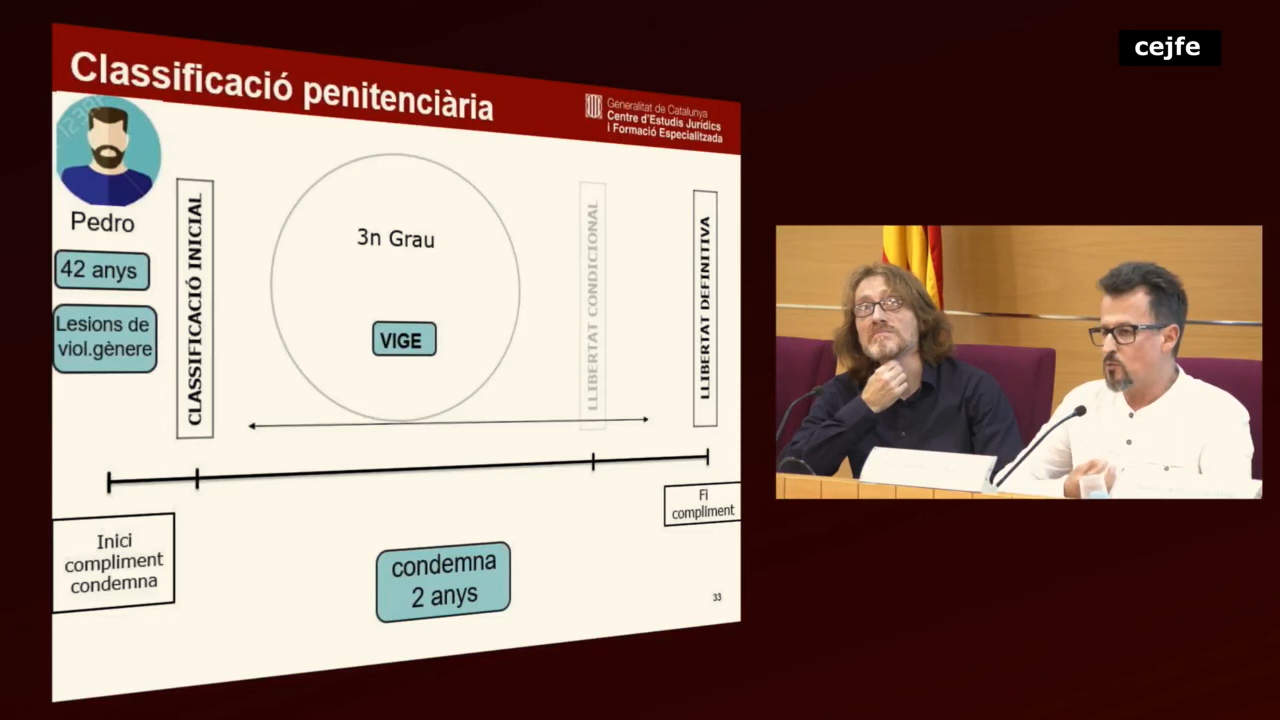 cejfe
Classificació penitenciària
Generalitat de Catalunya
Centre d'Estudis Jurídics
i Formació Especialitzada
Pedro
42 anys
Lesions de
viol.gènere
CLASSIFICACIÓ INICIAL
3n Grau
VIGE
LLIBERTAT CONDICIONAL
LLIBERTAT DEFINITIVA
Inici
compliment
condemna
Fi
compliment
condemna
2 anys
33